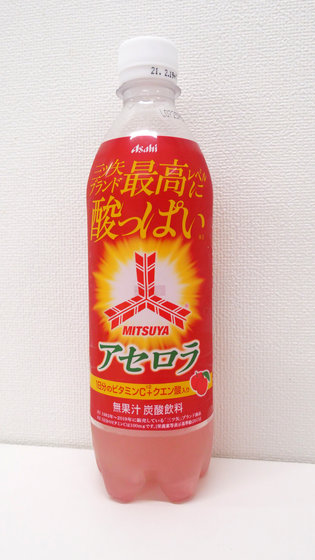 21. 2.
Asahi
三ツ矢
ブランド最高レベルに
酸っぱい
MITSUYA
アセロラ
1日分のビタミンC+クエン酸入り
無果汁 炭酸飲料